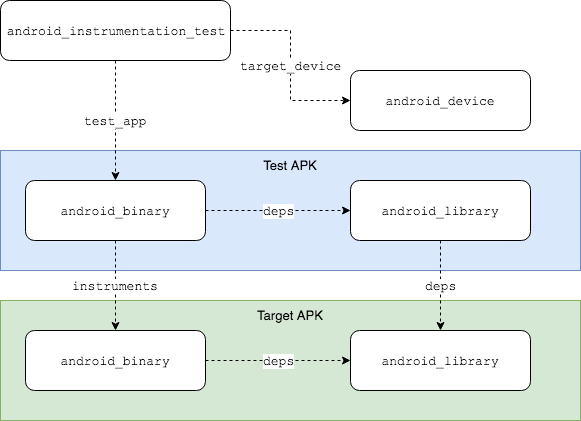 android_instrumentation_test
target_device
android_device
test_app
Test APK
android_binary
deps
android_library
instruments
deps
Target APK
android_binary
deps
android_library